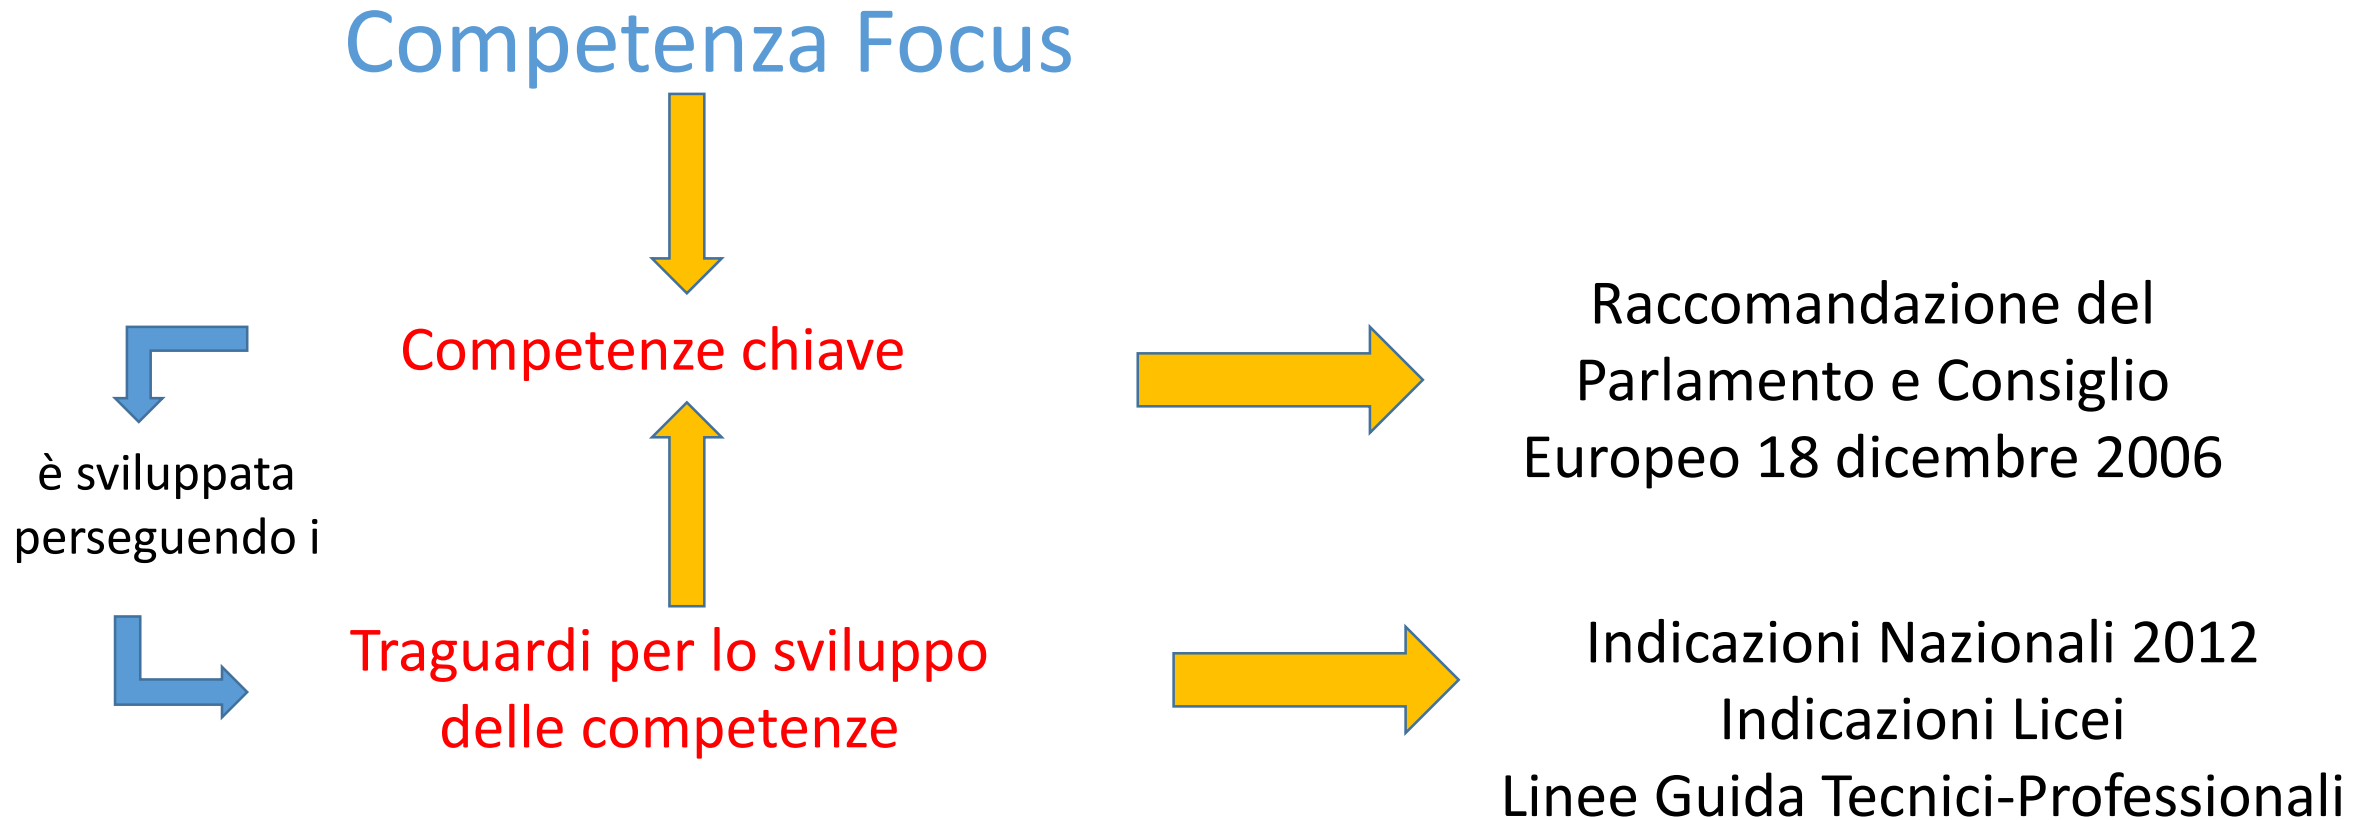 Competenza Focus
Competenze chiave
Raccomandazione del
Parlamento e Consiglio
Europeo 18 dicembre 2006
è sviluppata
perseguendo i
Traguardi per lo sviluppo
delle competenze
Indicazioni Nazionali 2012
Indicazioni Licei
Linee Guida Tecnici-Professionali